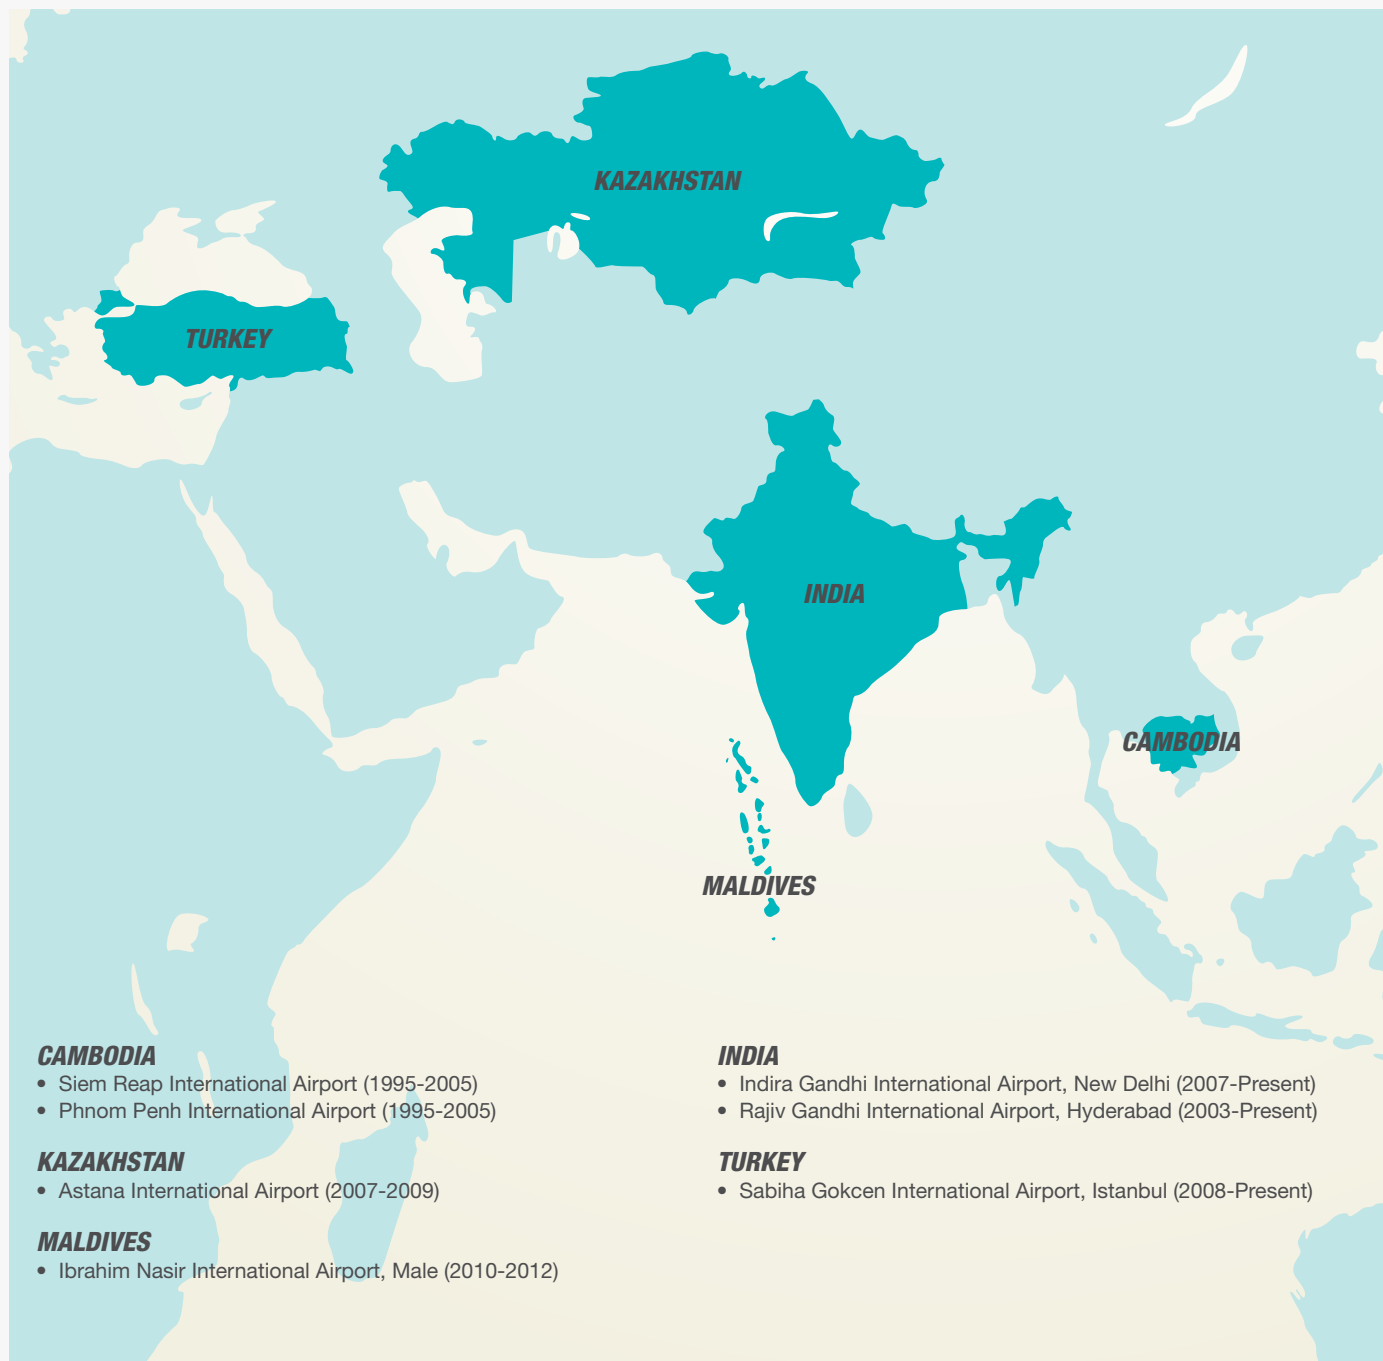 KAZAKHSTAN
TURKEY
INDIA
CAMBODIA
MALDIVES
CAMBODIA
• Siem Reap International Airport (1995-2005)
• Phnom Penh International Airport (1995-2005)
KAZAKHSTAN
• Astana International Airport (2007-2009)
MALDIVES
• Ibrahim Nasir International Airport, Male (2010-2012)
INDIA
• Indira Gandhi International Airport, New Delhi (2007-Present)
• Rajiv Gandhi International Airport, Hyderabad (2003-Present)
TURKEY
• Sabiha Gokcen International Airport, Istanbul (2008-Present)